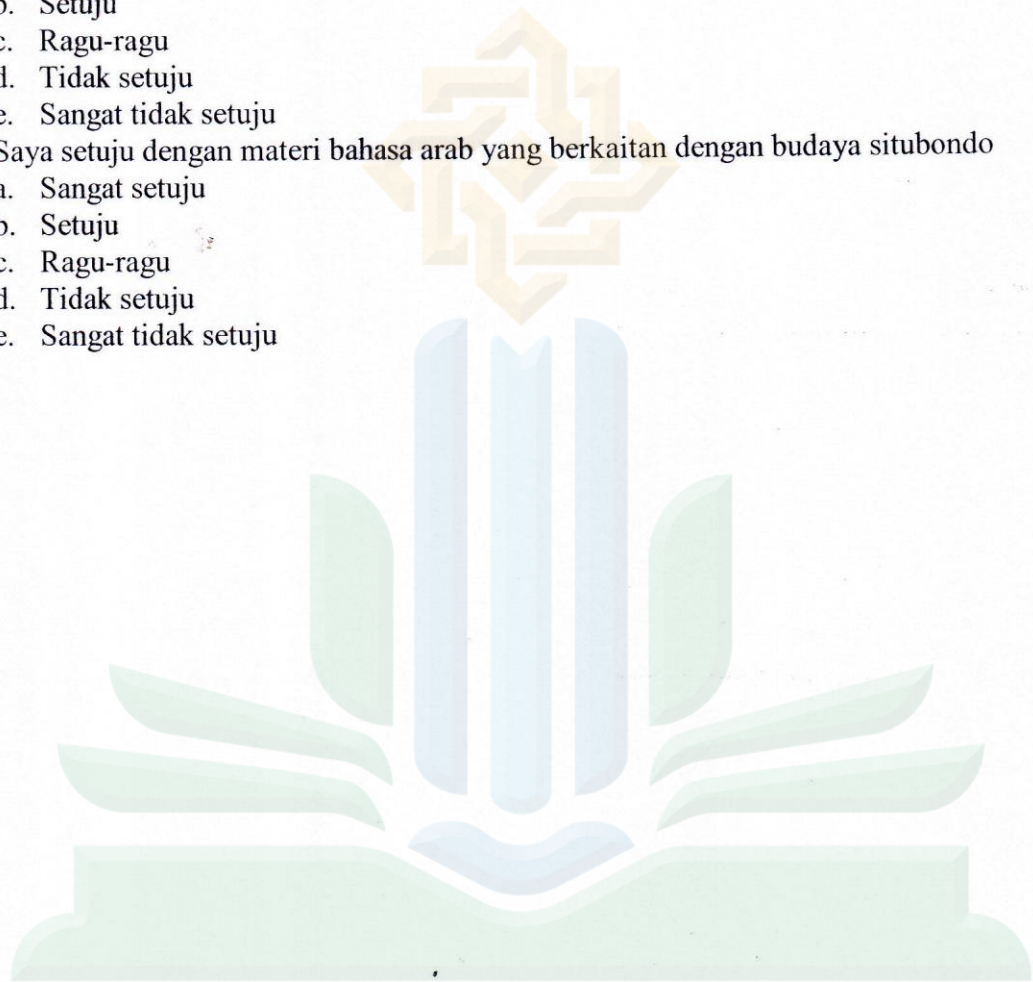 b. Setuju
c. Ragu-ragu
d. Tidak setuju
e. Sangat tidak setuju
Saya setuju dengan materi bahasa arab yang berkaitan dengan budaya situbondo
a. Sangat setuju
b. Setuju
c. Ragu-ragu
d. Tidak setuju
e. Sangat tidak setuju